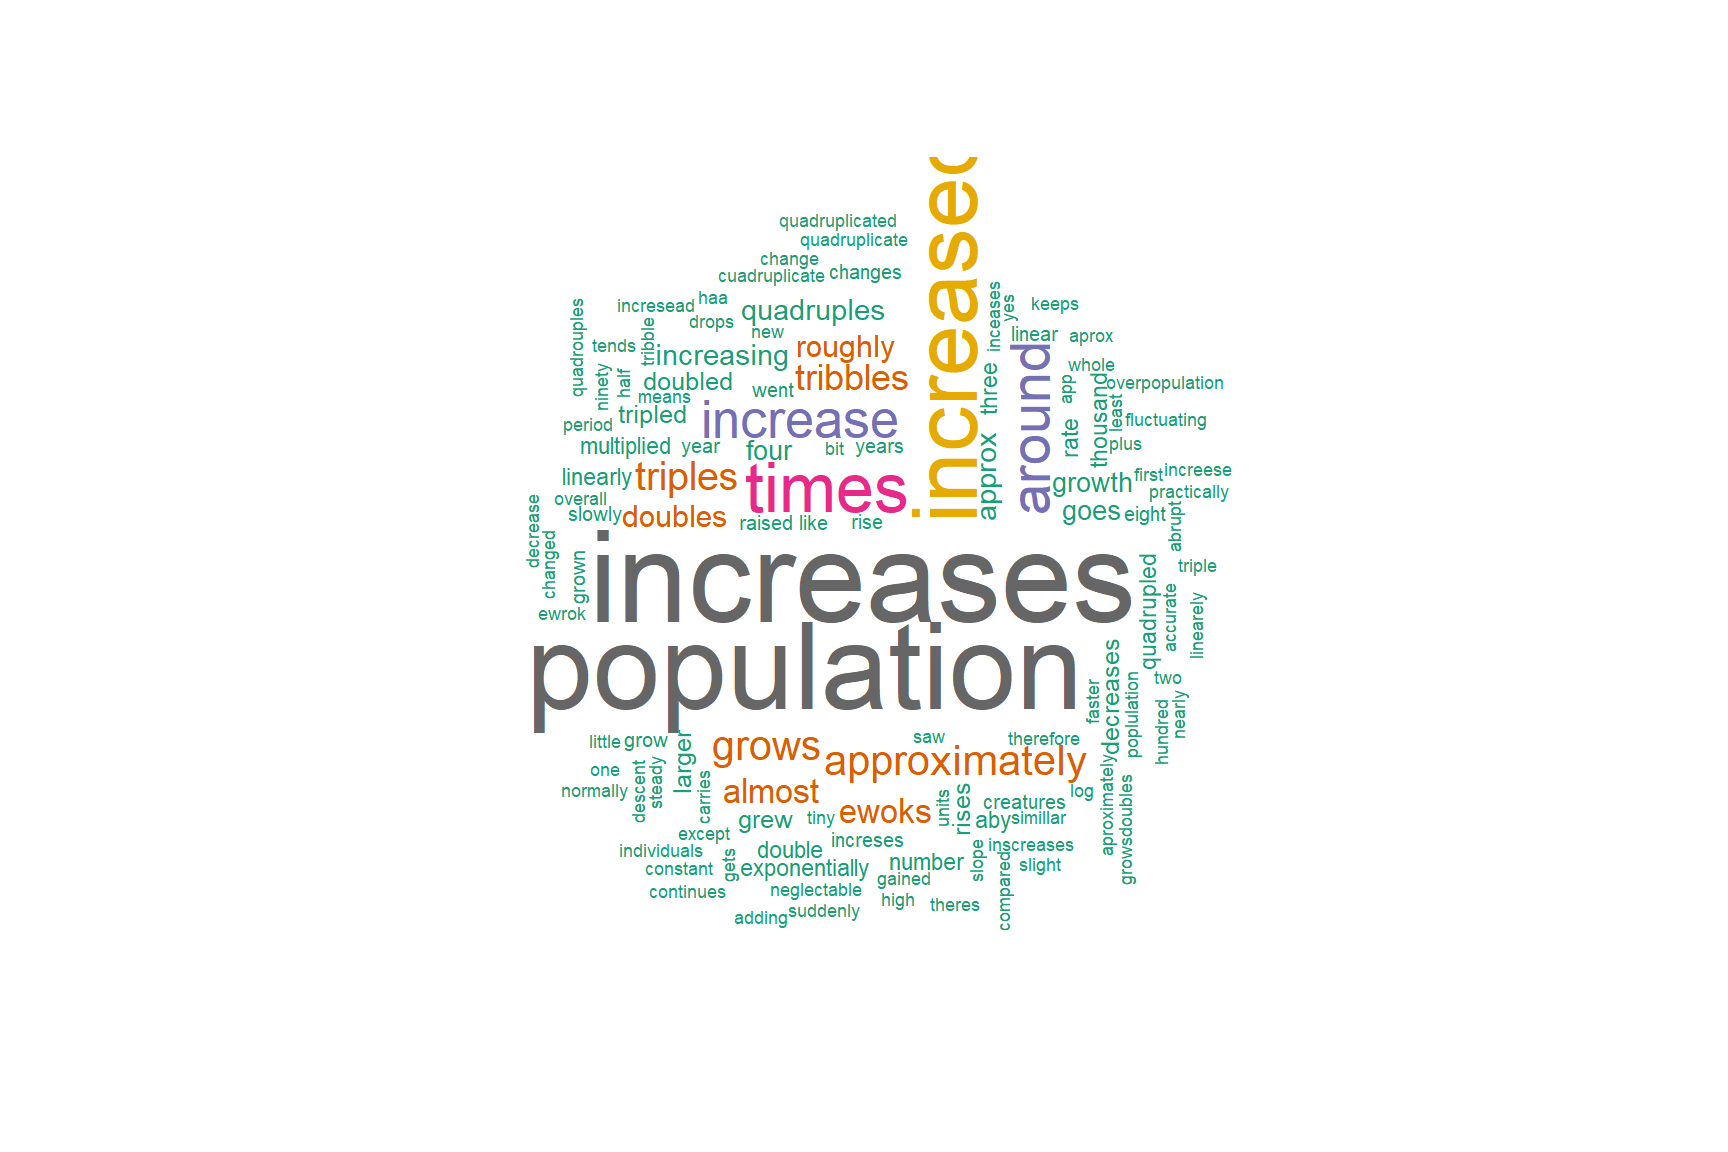 quadruplicated
quadruplicate
change
cuadruplicate
changes
increased
incresead
haa
quadruples
drops
new
quadrouples
tends
tribble
increasing
roughly
inceases
yes
keeps
linear
aprox
ninety
half
doubled
went
tribbles
means
three
around
app
whole
thousand
overpopulation
least
fluctuating
period
tripled
increase
multiplied
year
four
bit
years
approx
rate
plus
linearly
triples
times
growth
first
increese
practically
overall
slowly
doubles
raised
like
rise
goes
eight
abrupt
decrease
changed
grown
ewrok
increases
quadrupled
triple
accurate
linearely
population
faster
decreases
poplulation
two
hundred
nearly
little
grow
larger
grows
saw
therefore
approximately
one
normally
descent
steady
carries
almost
ewoks
units
rises
creatures
log
aproximately
growsdoubles
grew
tiny
aby
simillar
except
individuals
double
increses
number
slope
inscreases
slight
constant
gets
exponentially
gained
compared
continues
neglectable
high
theres
adding
suddenly